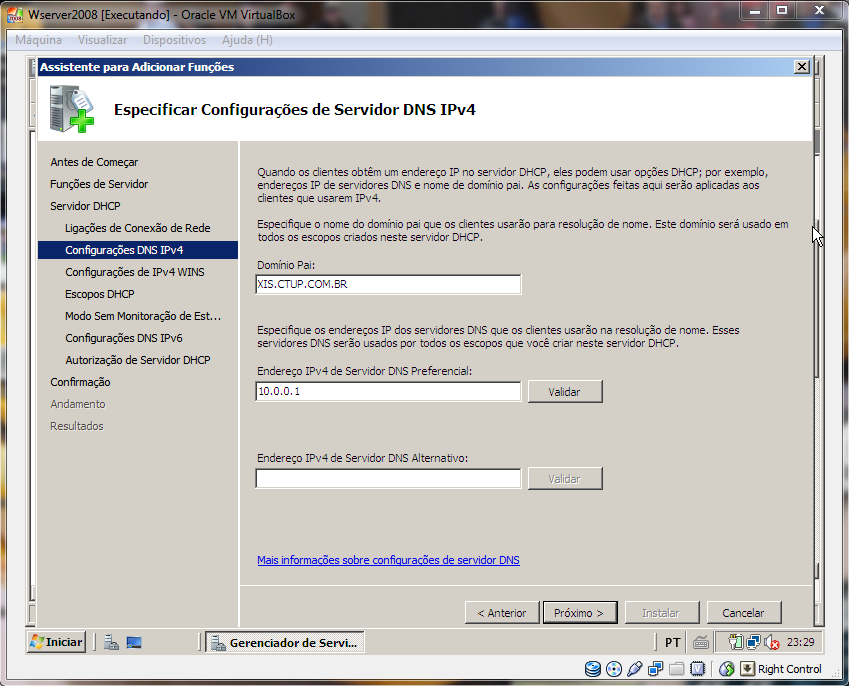 Wserver2008 [Executando] - Oracle VM VirtualBox
Máquina Visualizar Dispositivos Ajuda (H)
Assistente para Adicionar Funções
Especificar Configurações de Servidor DNS IPv4
Antes de Começar
Funções de Servidor
Servidor DHCP
Ligações de Conexão de Rede
Configurações DNS IPv4
Configurações de IPv4 WINS
Escopos DHCP
Modo Sem Monitoração de Est...
Configurações DNS IPv6
Autorização de Servidor DHCP
Confirmação
Andamento
Resultados
Quando os clientes obtêm um endereço IP no servidor DHCP, eles podem usar opções DHCP; por exemplo,
endereços IP de servidores DNS e nome de domínio pai. As configurações feitas aqui serão aplicadas aos
clientes que usarem IPv4.
Especifique o nome do domínio pai que os clientes usarão para resolução de nome. Este domínio será usado em
todos os escopos criados neste servidor DHCP.
Domínio Pai:
XIS.CTUP.COM.BR
Especifique os endereços IP dos servidores DNS que os clientes usarão na resolução de nome. Esses
servidores DNS serão usados por todos os escopos que você criar neste servidor DHCP.
Endereço IPv4 de Servidor DNS Preferencial:
10.0.0.1
Validar
Endereço IPv4 de Servidor DNS Alternativo:
Validar
Mais informações sobre configurações de servidor DNS
< Anterior
Próximo >
Instalar
Cancelar
Iniciar
Gerenciador de Servi...
PT
23:29
Right Control